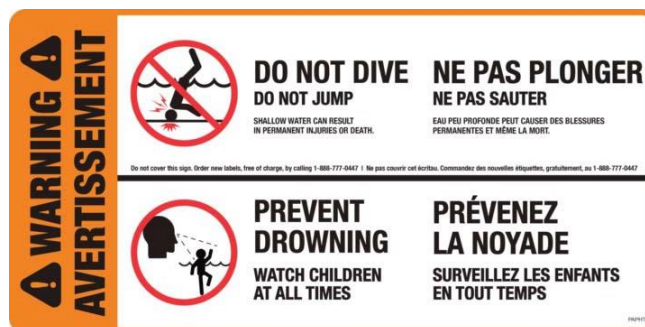 WARNING
AVERTISSEMENT
DO NOT DIVE
DO NOT JUMP
SHALLOW WATER CAN RESULT
IN PERMANENT INJURIES OR DEATH.
NE PAS PLONGER
NE PAS SAUTER
EAU PEU PROFONDE PEUT CAUSER DES BLESSURES
PERMANENTES ET MÊME LA MORT.
Do not cover this sign. Order new labels, free of charge, by calling 1-888-777-0447 | Ne pas couvrir cet écritau. Commandez des nouvelles étiquettes, gratuitement, au 1-888-777-0447
PREVENT
DROWNING
WATCH CHILDREN
AT ALL TIMES
PRÉVENEZ
LA NOYADE
SURVEILLEZ LES ENFANTS
EN TOUT TEMPS